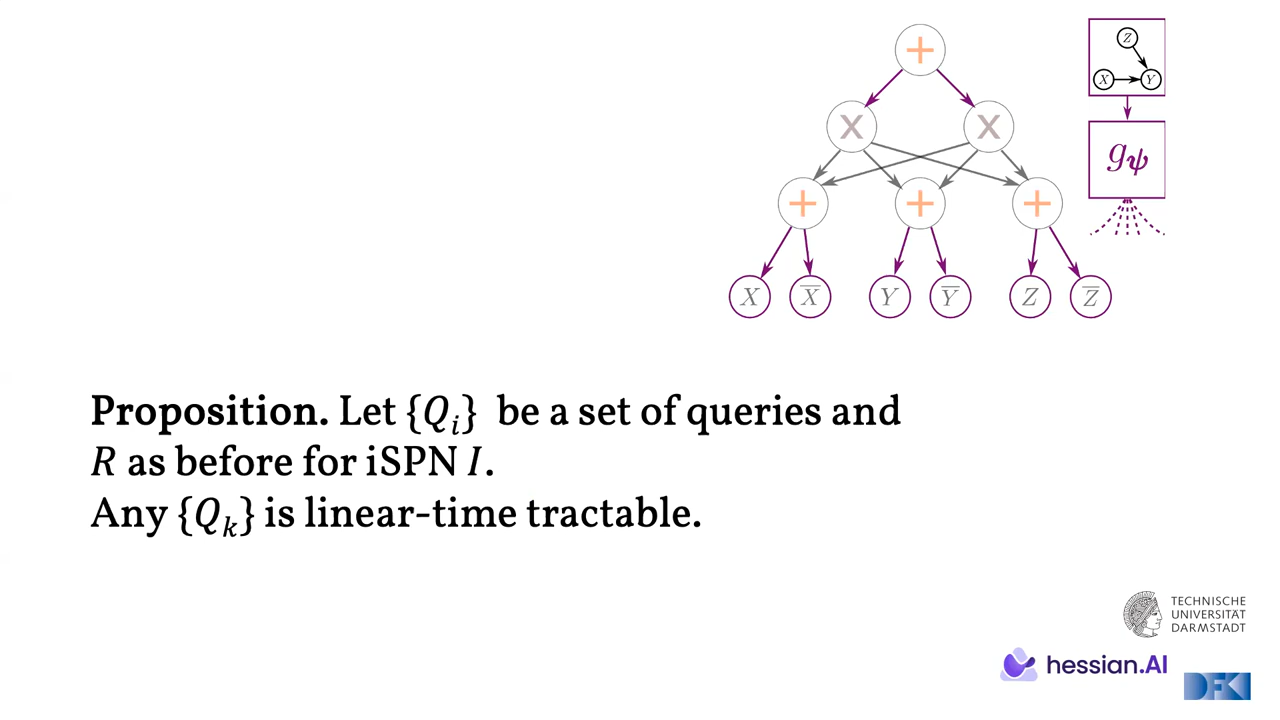 +
Z
X Y
X X
g_ψ
+ + +
X X̅ Y Y̅ Z Z̅
Proposition. Let {Q_i} be a set of queries and
R as before for iSPN I.
Any {Q_k} is linear-time tractable.
TECHNISCHE
UNIVERSITÄT
DARMSTADT
hessian.AI
DFKI